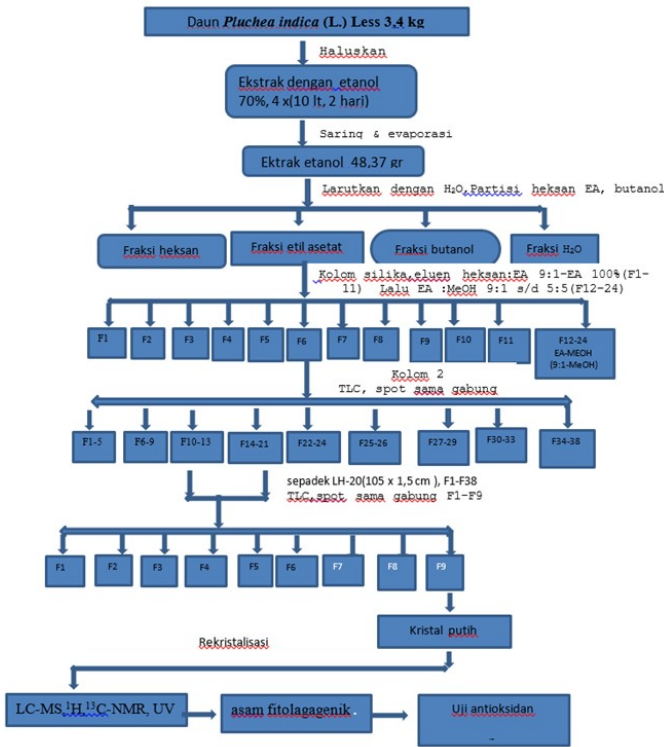 Daun Pluchea indica (L.) Less 3,4 kg
Haluskan
Ekstrak dengan etanol
70%, 4 x(10 lt, 2 hari)
Saring & evaporasi
Ektrak etanol 48,37 gr
Larutkan dengan H₂O,Partisi heksan EA, butanol
Fraksi heksan
Fraksi etil asetat
Fraksi butanol
Fraksi H₂O
Kolom silika,eluen heksan:EA 9:1-EA 100%(F1-
11) Lalu EA :MeOH 9:1 s/d 5:5(F12-24)
F1
F2
F3
F4
F5
F6
F7
F8
F9
F10
F11
F12-24
EA-MEOH
(9:1-MeOH)
Kolom 2
TLC, spot sama gabung
F1-5
F6-9
F10-13
F14-21
F22-24
F25-26
F27-29
F30-33
F34-38
sepadek LH-20(105 x 1,5 cm ), F1-F38
TLC,spot sama gabung F1-F9
F1
F2
F3
F4
F5
F6
F7
F8
F9
Kristal putih
Rekristalisasi
LC-MS,¹H,¹³C-NMR, UV
asam fitolagagenik .
Uji antioksidan
.